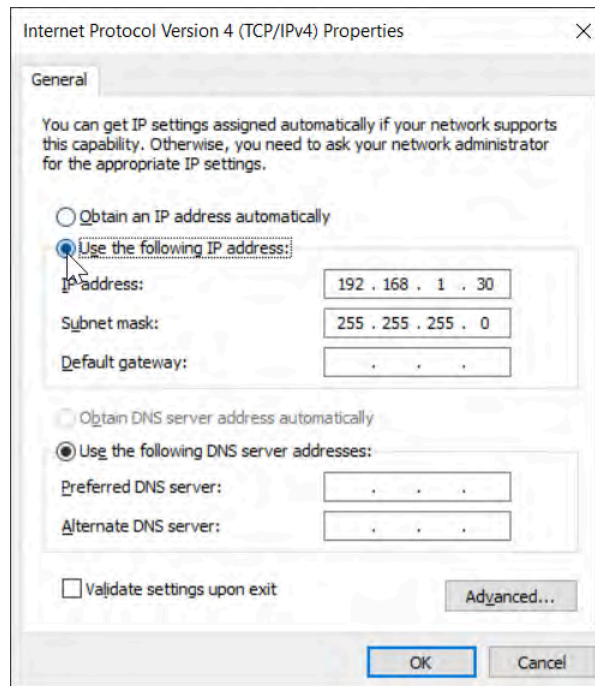 Internet Protocol Version 4 (TCP/IPv4) Properties
General
You can get IP settings assigned automatically if your network supports
this capability. Otherwise, you need to ask your network administrator
for the appropriate IP settings.
Obtain an IP address automatically
Use the following IP address:
IP address: 192 . 168 . 1 . 30
Subnet mask: 255 . 255 . 255 . 0
Default gateway: . . .
Obtain DNS server address automatically
Use the following DNS server addresses:
Preferred DNS server: . . .
Alternate DNS server: . . .
Validate settings upon exit
Advanced...
OK Cancel